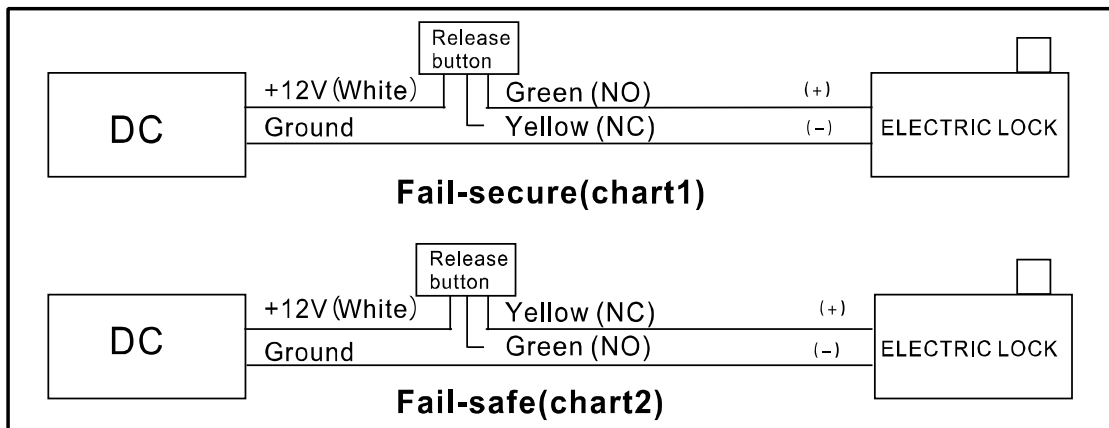 Release
button
+12V(White)
Green (NO)
(+)
DC
Ground
Yellow (NC)
(-)
ELECTRIC LOCK
Fail-secure(chart1)
Release
button
+12V(White)
Yellow (NC)
(+)
DC
Ground
Green (NO)
(-)
ELECTRIC LOCK
Fail-safe(chart2)